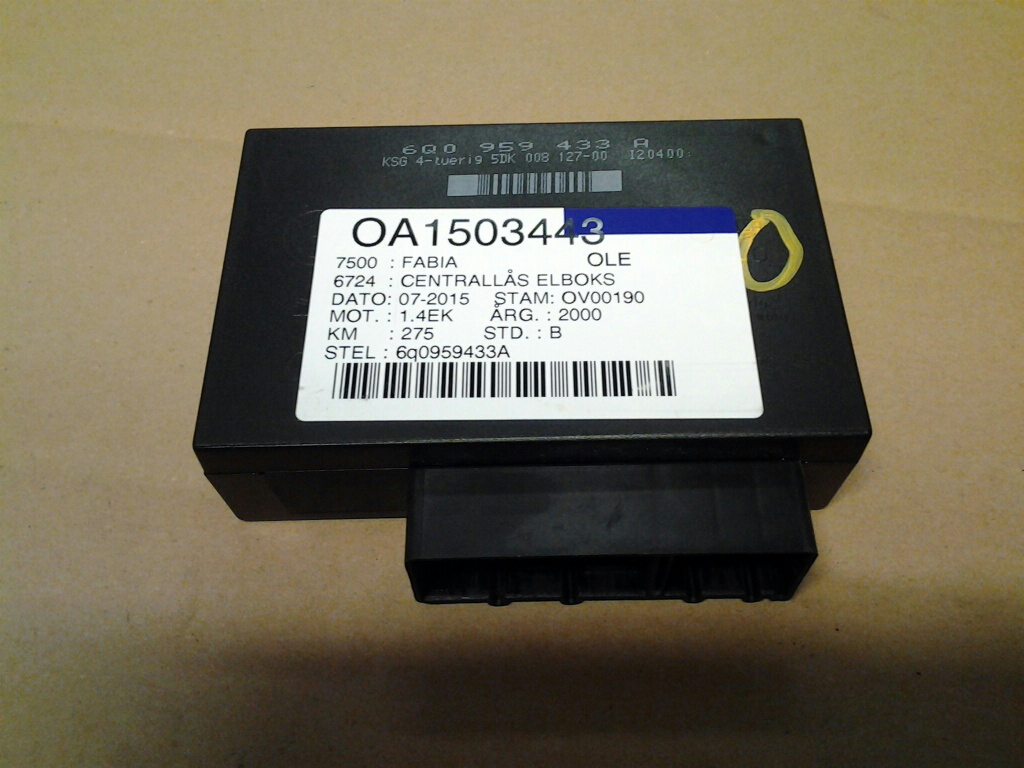 6Q0 959 433 A
KSG 4-tuerig 5DK 008 127-00 120400
OA1503443
7500 : FABIA OLE
6724 : CENTRALLÅS ELBOKS
DATO: 07-2015 STAM: OV00190
MOT. : 1.4EK ÅRG. : 2000
KM : 275 STD. : B
STEL : 6q0959433A